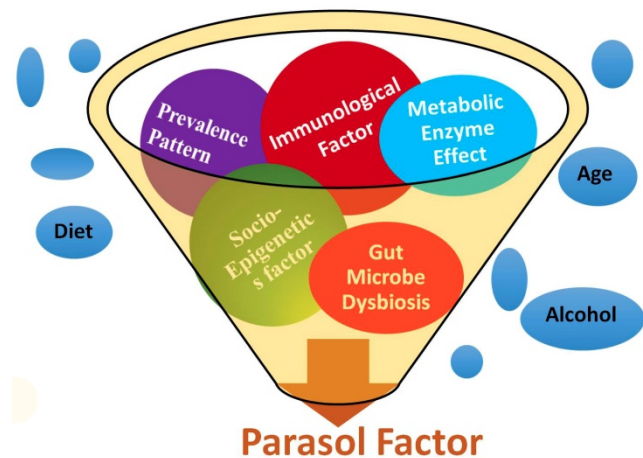 Prevalence
Pattern
Immunological
Factor
Metabolic
Enzyme
Effect
Age
Diet
Socio-
Epigenetic
s factor
Gut
Microbe
Dysbiosis
Alcohol
Parasol Factor